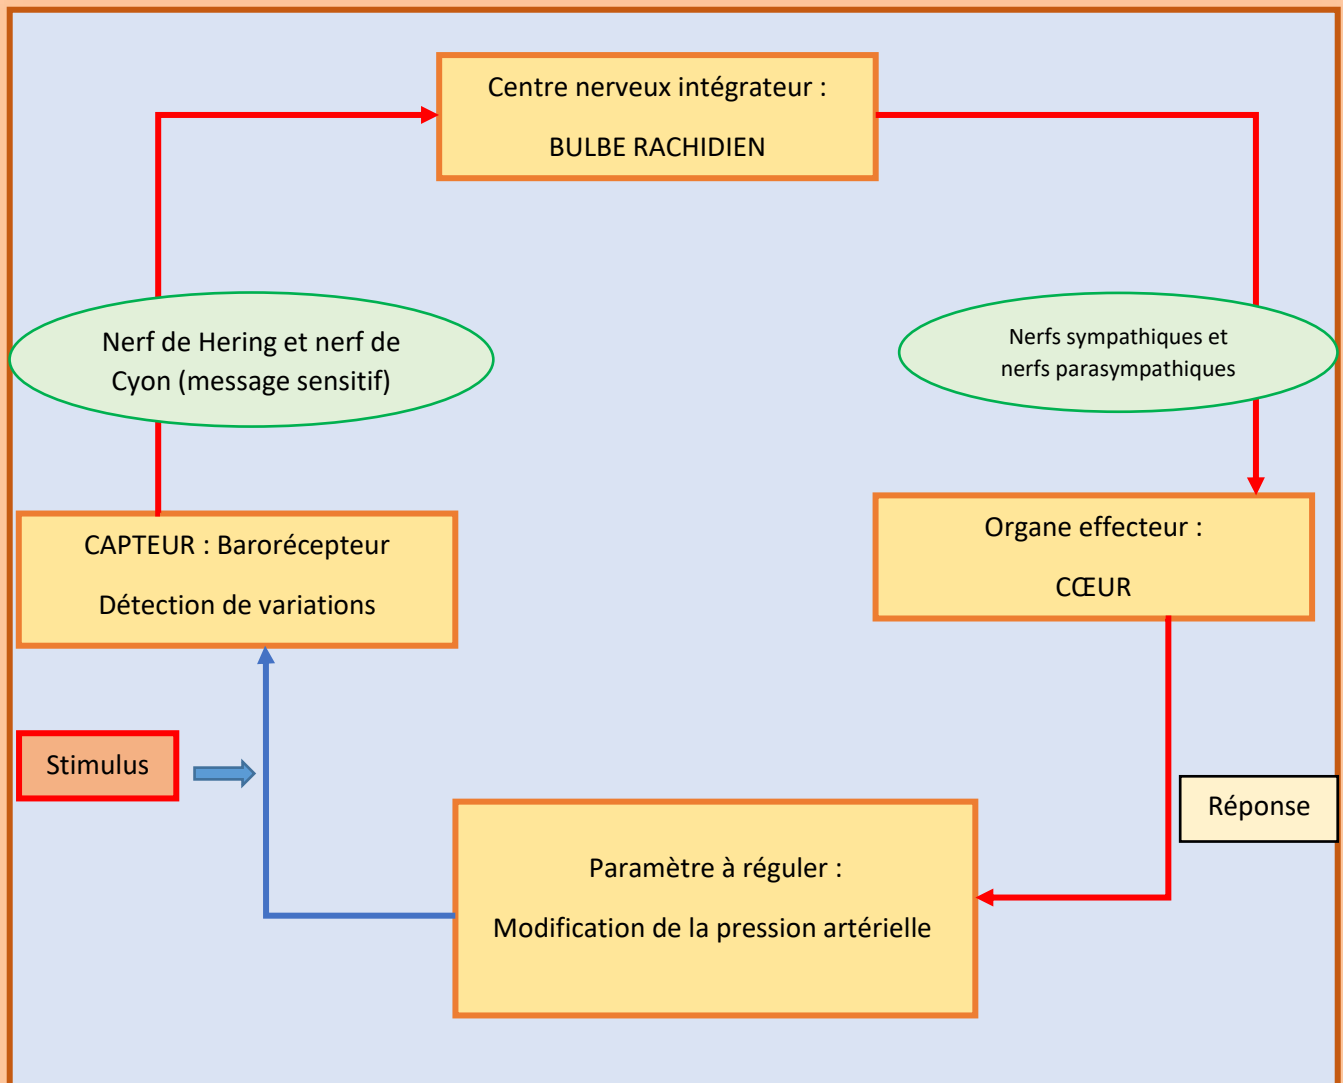 Centre nerveux intégrateur :
BULBE RACHIDIEN
Nerf de Hering et nerf de
Cyon (message sensitif)
Nerfs sympathiques et
nerfs parasympathiques
CAPTEUR : Barorécepteur
Détection de variations
Organe effecteur :
CŒUR
Stimulus
Réponse
Paramètre à réguler :
Modification de la pression artérielle